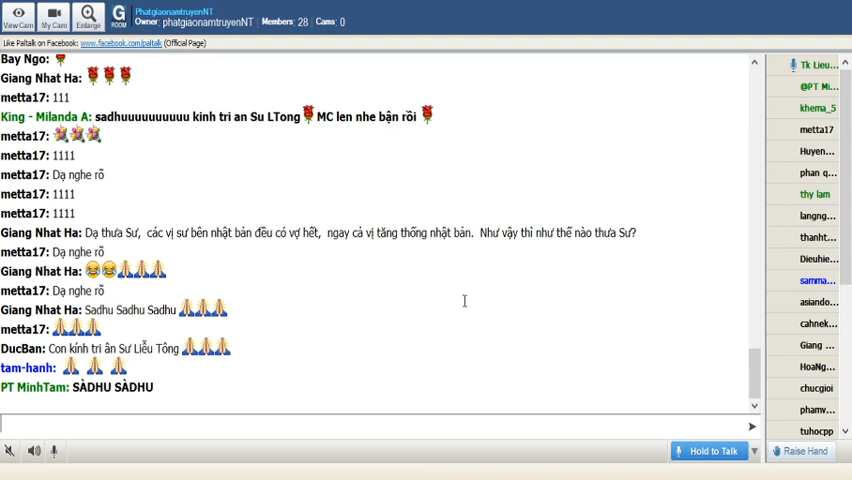 View Cam
My Cam
Enlarge
G
ROOM
PhatgiaonamtruyenNT
Owner: phatgiaonamtruyenNT | Members: 28 | Cams: 0
Like Paltalk on Facebook: www.facebook.com/paltalk (Official Page)
Bay Ngo:
Giang Nhat Ha:
metta17: 111
King - Milanda A: sadhuuuuuuuuuu kinh tri an Su LTong MC len nhe bận rồi
metta17:
metta17: 1111
metta17: Dạ nghe rõ
metta17: 1111
metta17: 1111
Giang Nhat Ha: Dạ thưa Sư, các vị sư bên nhật bản đều có vợ hết, ngay cả vị tăng thống nhật bản. Như vậy thì như thế nào thưa Sư?
metta17: Dạ nghe rõ
Giang Nhat Ha:
metta17: Dạ nghe rõ
Giang Nhat Ha: Sadhu Sadhu Sadhu
metta17:
DucBan: Con kính tri ân Sư Liễu Tông
tam-hanh:
PT MinhTam: SÀDHU SÀDHU
Hold to Talk
Tk Lieu...
@PT Mi...
khema_5
metta17
Huyen...
phan q...
thy lam
langng...
thanht...
Dieuhie...
samma...
asiando...
cahnek...
Giang ...
HoaNg...
chucgioi
phamv...
tuhocpp
Raise Hand